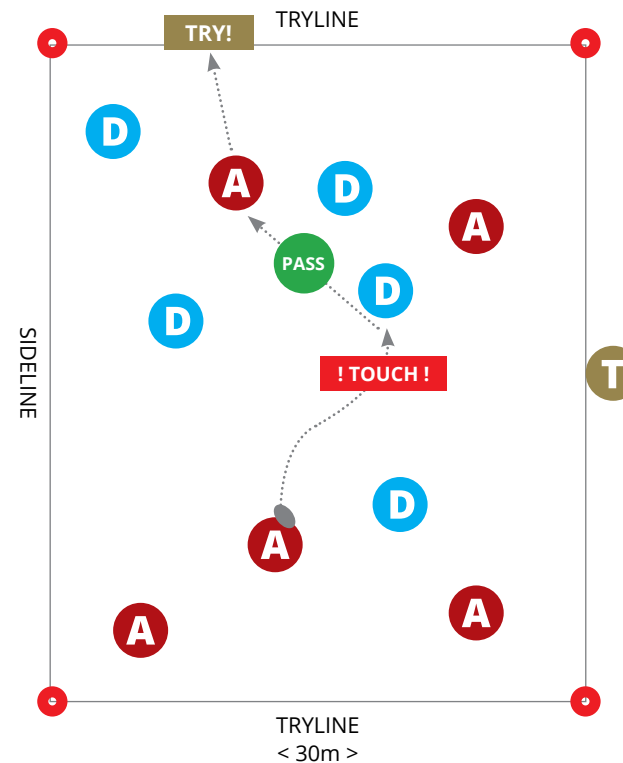 TRYLINE
TRY!
D
A
D
A
PASS
D
D
SIDELINE
T
! TOUCH !
D
A
A
A
TRYLINE
< 30m >